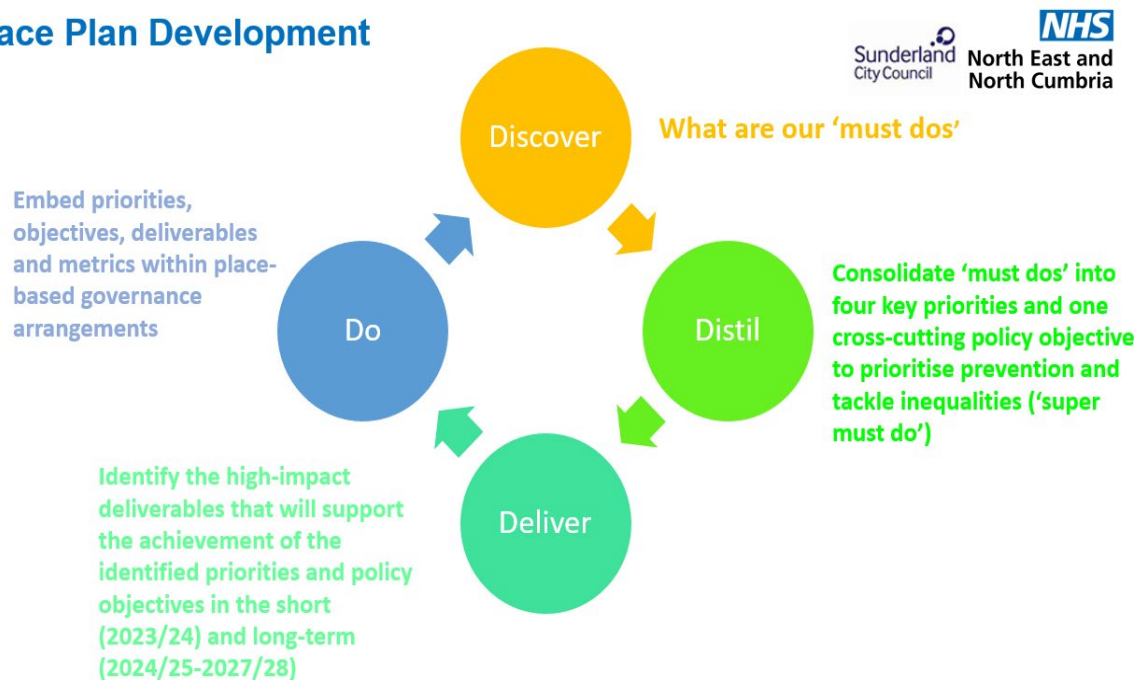 ace Plan Development
Sunderland
City Council
NHS
North East and
North Cumbria
Discover
What are our ‘must dos’
Distil
Consolidate ‘must dos’ into
four key priorities and one
cross-cutting policy objective
to prioritise prevention and
tackle inequalities (‘super
must do’)
Deliver
Identify the high-impact
deliverables that will support
the achievement of the
identified priorities and policy
objectives in the short
(2023/24) and long-term
(2024/25-2027/28)
Do
Embed priorities,
objectives, deliverables
and metrics within place-
based governance
arrangements